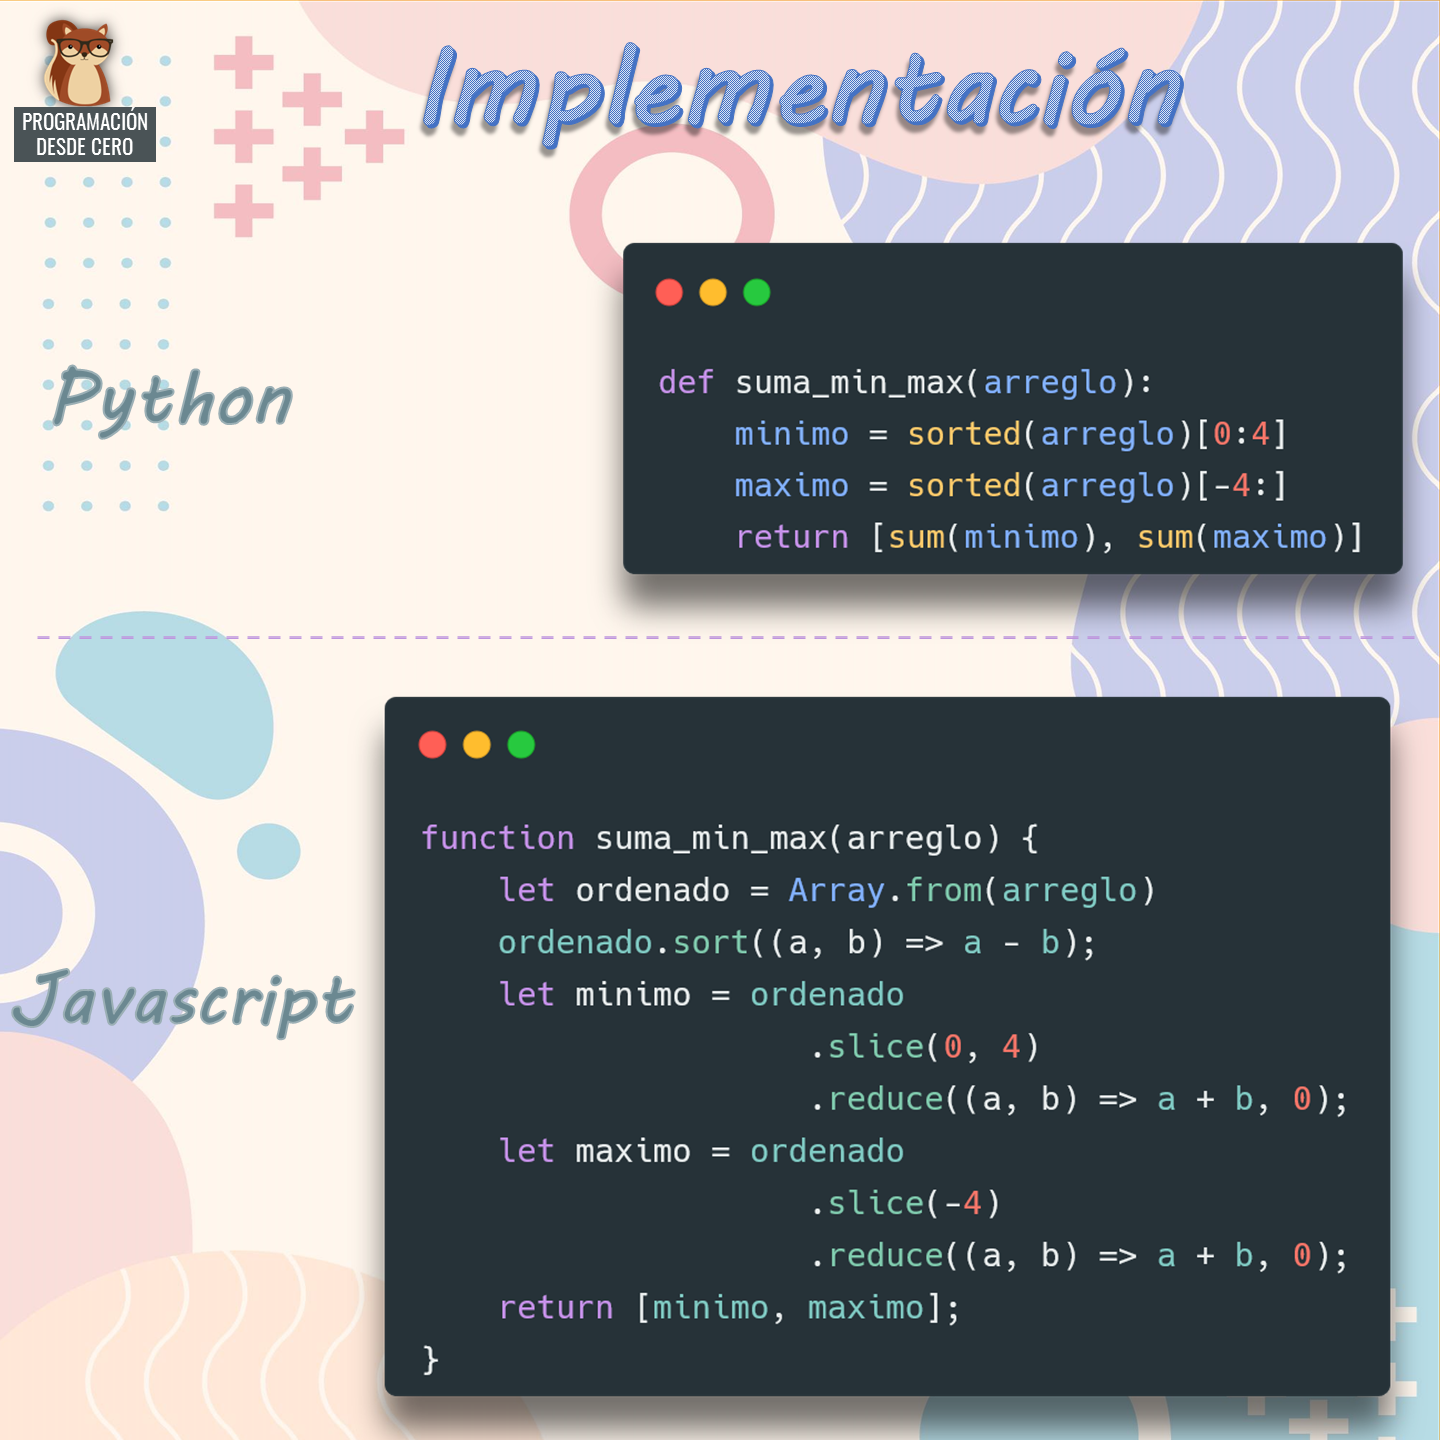 PROGRAMACIÓN
DESDE CERO
Implementación
Python
def suma_min_max(arreglo):
    minimo = sorted(arreglo)[0:4]
    maximo = sorted(arreglo)[-4:]
    return [sum(minimo), sum(maximo)]
Javascript
function suma_min_max(arreglo) {
    let ordenado = Array.from(arreglo)
    ordenado.sort((a, b) => a - b);
    let minimo = ordenado
                    .slice(0, 4)
                    .reduce((a, b) => a + b, 0);
    let maximo = ordenado
                    .slice(-4)
                    .reduce((a, b) => a + b, 0);
    return [minimo, maximo];
}